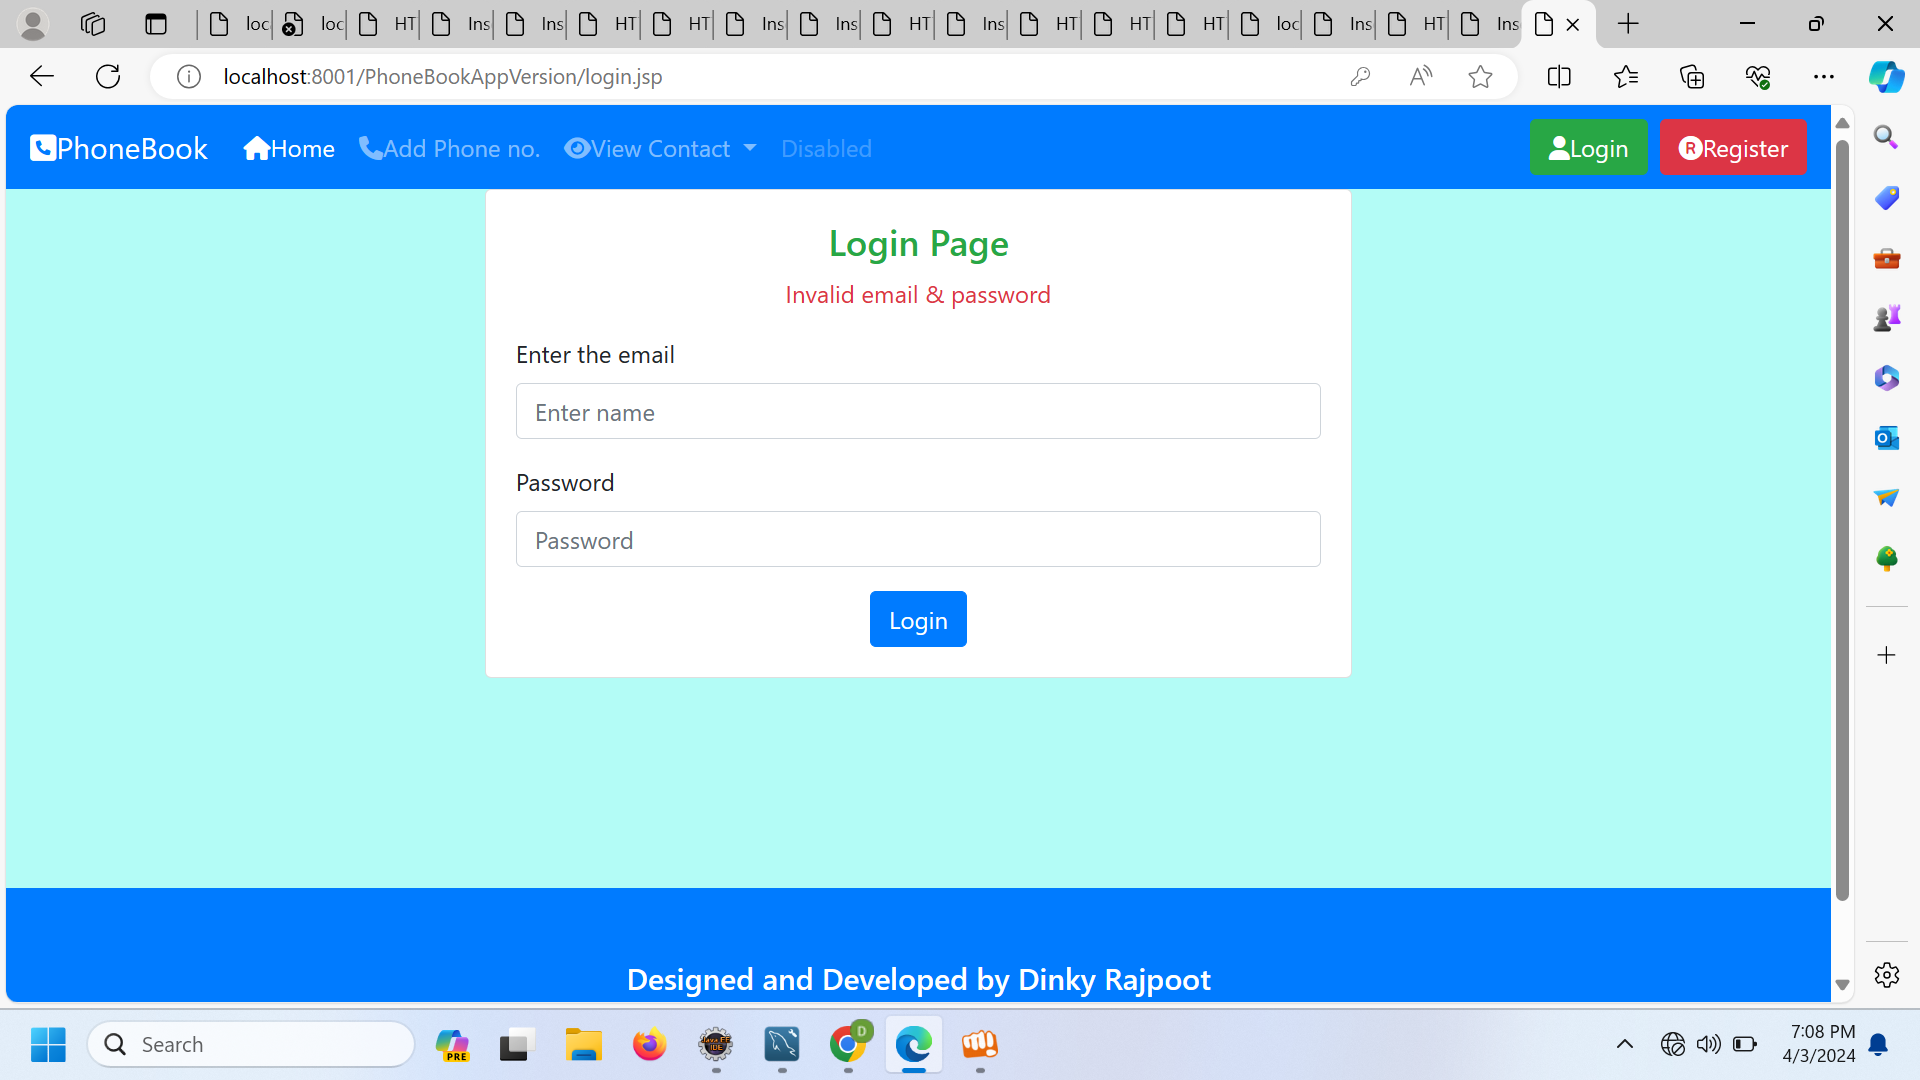 loc loc HT Ins Ins HT HT Ins Ins HT Ins HT HT HT loc Ins HT Ins
localhost:8001/PhoneBookAppVersion/login.jsp
PhoneBook Home Add Phone no. View Contact Disabled Login R Register
Login Page
Invalid email & password
Enter the email
Enter name
Password
Password
Login
Designed and Developed by Dinky Rajpoot
Search PRE Java EE IDE D 7:08 PM
4/3/2024